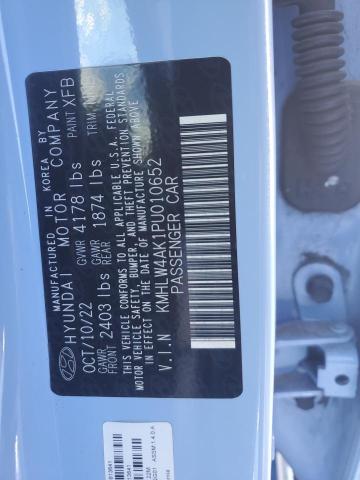 MANUFACTURED IN KOREA BY
HYUNDAI MOTOR COMPANY
OCT/10/22 GVWR 4178 lbs PAINT XFB
GAWR FRONT 2403 lbs GAWR REAR 1874 lbs TRIM
THIS VEHICLE CONFORMS TO ALL APPLICABLE U.S.A. FEDERAL
MOTOR VEHICLE SAFETY, BUMPER, AND THEFT PREVENTION STANDARDS
IN EFFECT ON THE DATE OF MANUFACTURE SHOWN ABOVE.
V.I.N KMHLW4AK1PU010652
PASSENGER CAR